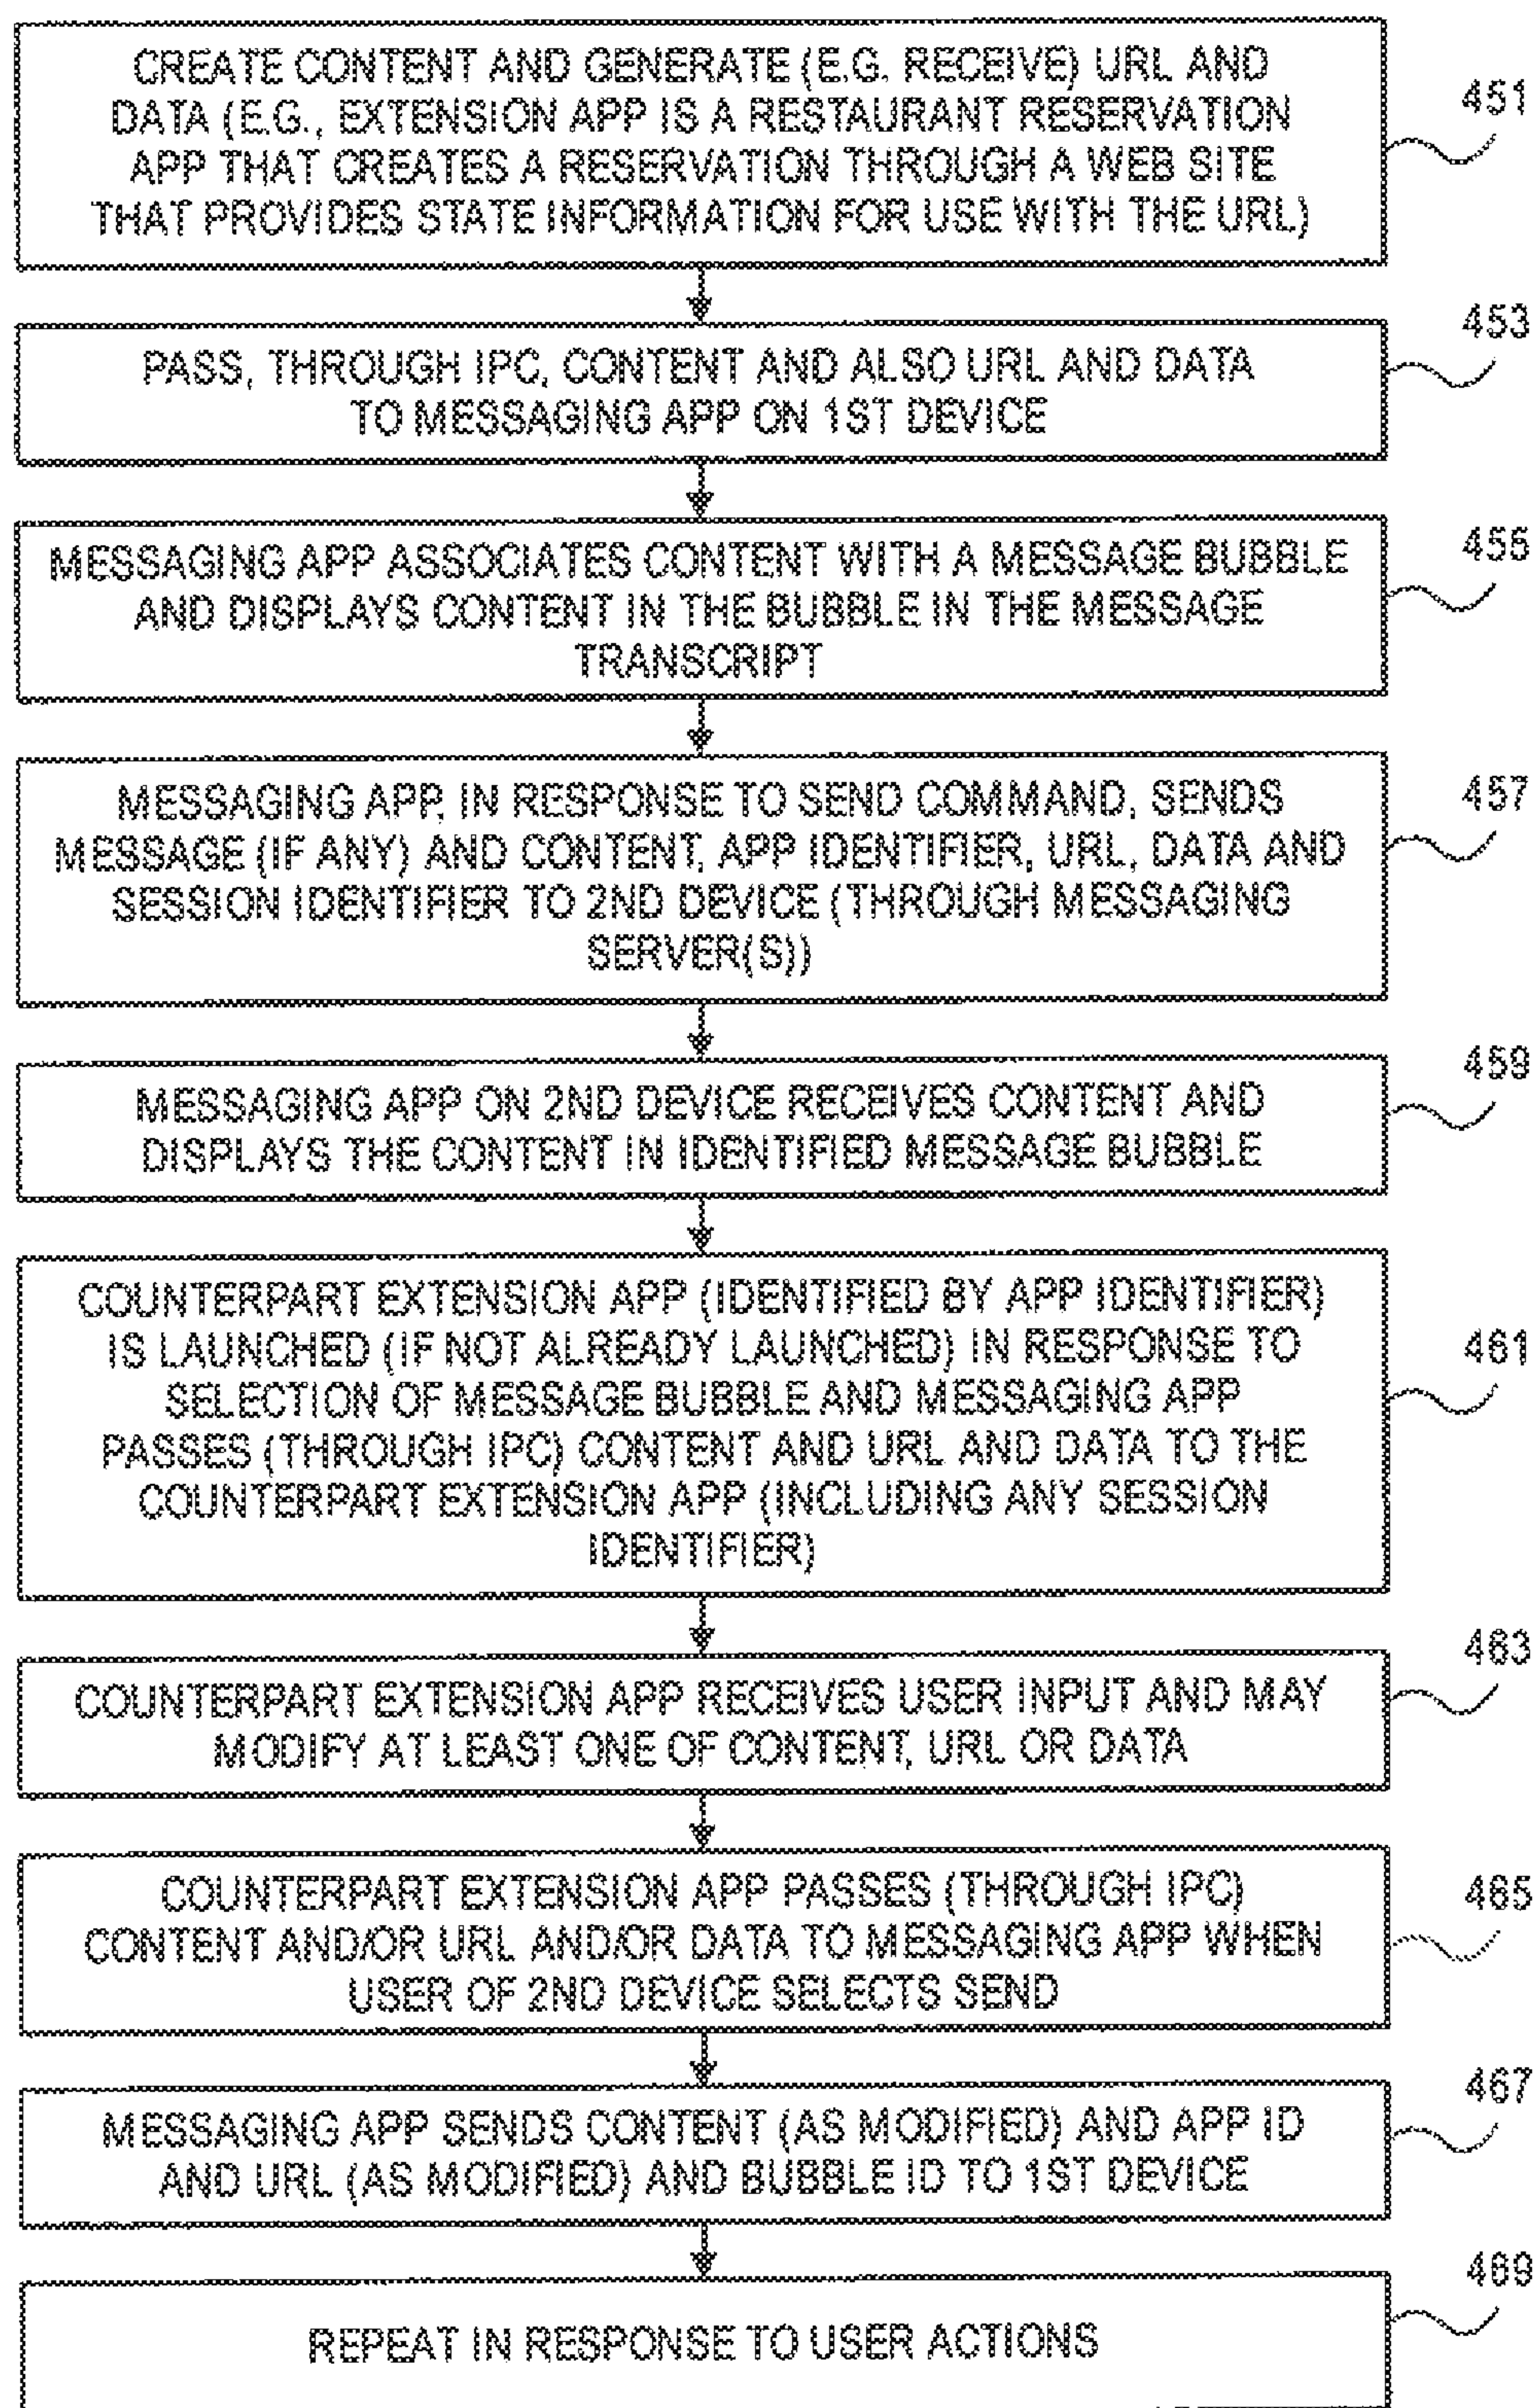 CREATE CONTENT AND GENERATE (E.G. RECEIVE) URL AND
DATA (E.G., EXTENSION APP IS A RESTAURANT RESERVATION
APP THAT CREATES A RESERVATION THROUGH A WEB SITE
THAT PROVIDES STATE INFORMATION FOR USE WITH THE URL)
451
PASS, THROUGH IPC, CONTENT AND ALSO URL AND DATA
TO MESSAGING APP ON 1ST DEVICE
453
MESSAGING APP ASSOCIATES CONTENT WITH A MESSAGE BUBBLE
AND DISPLAYS CONTENT IN THE BUBBLE IN THE MESSAGE
TRANSCRIPT
455
MESSAGING APP, IN RESPONSE TO SEND COMMAND, SENDS
MESSAGE (IF ANY) AND CONTENT, APP IDENTIFIER, URL, DATA AND
SESSION IDENTIFIER TO 2ND DEVICE (THROUGH MESSAGING
SERVER(S))
457
MESSAGING APP ON 2ND DEVICE RECEIVES CONTENT AND
DISPLAYS THE CONTENT IN IDENTIFIED MESSAGE BUBBLE
459
COUNTERPART EXTENSION APP (IDENTIFIED BY APP IDENTIFIER)
IS LAUNCHED (IF NOT ALREADY LAUNCHED) IN RESPONSE TO
SELECTION OF MESSAGE BUBBLE AND MESSAGING APP
PASSES (THROUGH IPC) CONTENT AND URL AND DATA TO THE
COUNTERPART EXTENSION APP (INCLUDING ANY SESSION
IDENTIFIER)
461
COUNTERPART EXTENSION APP RECEIVES USER INPUT AND MAY
MODIFY AT LEAST ONE OF CONTENT, URL OR DATA
463
COUNTERPART EXTENSION APP PASSES (THROUGH IPC)
CONTENT AND/OR URL AND/OR DATA TO MESSAGING APP WHEN
USER OF 2ND DEVICE SELECTS SEND
465
MESSAGING APP SENDS CONTENT (AS MODIFIED) AND APP ID
AND URL (AS MODIFIED) AND BUBBLE ID TO 1ST DEVICE
467
REPEAT IN RESPONSE TO USER ACTIONS
469